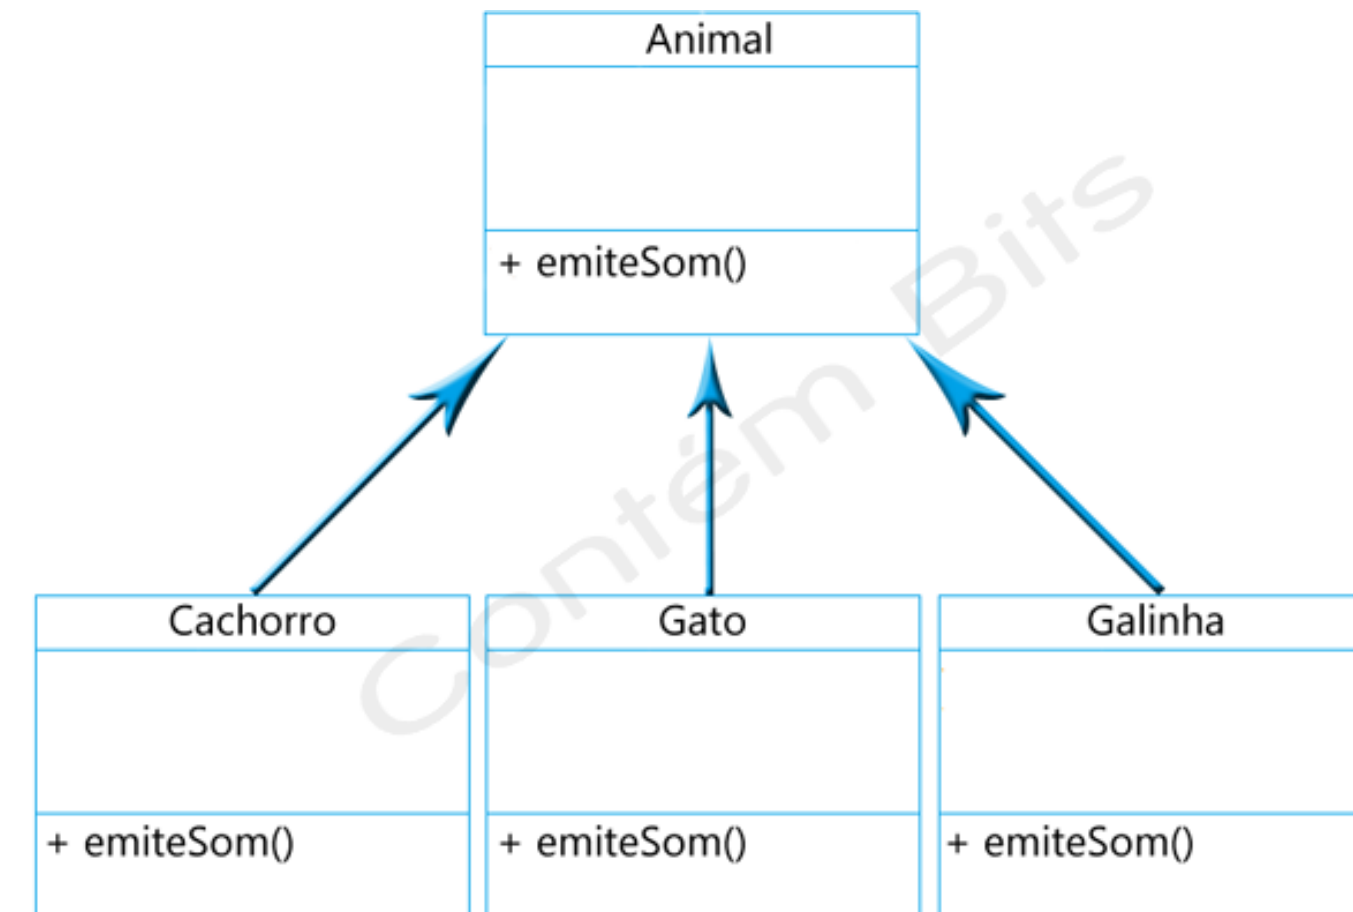 Animal
+ emiteSom()
Contém Bits
Cachorro
Gato
Galinha
+ emiteSom()
+ emiteSom()
+ emiteSom()